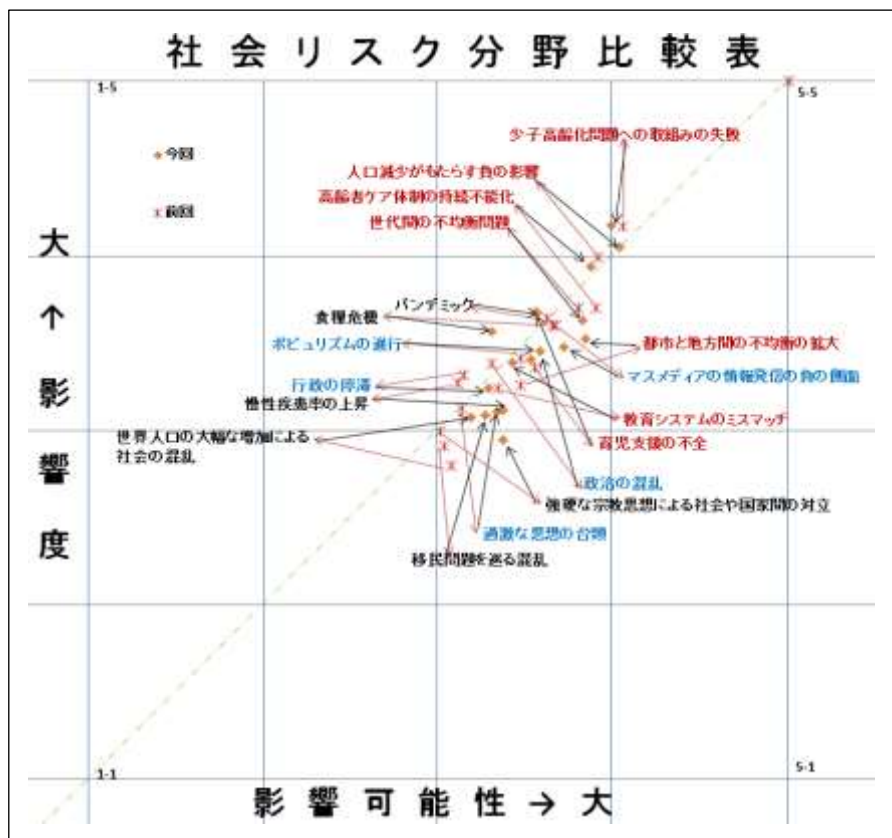 社会リスク分野比較表
1-5
5-5
今回
前回
少子高齢化問題への取組みの失敗
人口減少がもたらす負の影響
高齢者ケア体制の持続不能化
世代間の不均衡問題
大
↑
影
響
度
パンデミック
食糧危機
ポピュリズムの進行
都市と地方間の不均衡の拡大
マスメディアの情報発信の負の側面
行政の停滞
慢性疾患率の上昇
教育システムのミスマッチ
世界人口の大幅な増加による
社会の混乱
育児支援の不全
政治の混乱
強硬な宗教思想による社会や国家間の対立
過激な思想の台頭
移民問題を巡る混乱
1-1
5-1
影響可能性→大